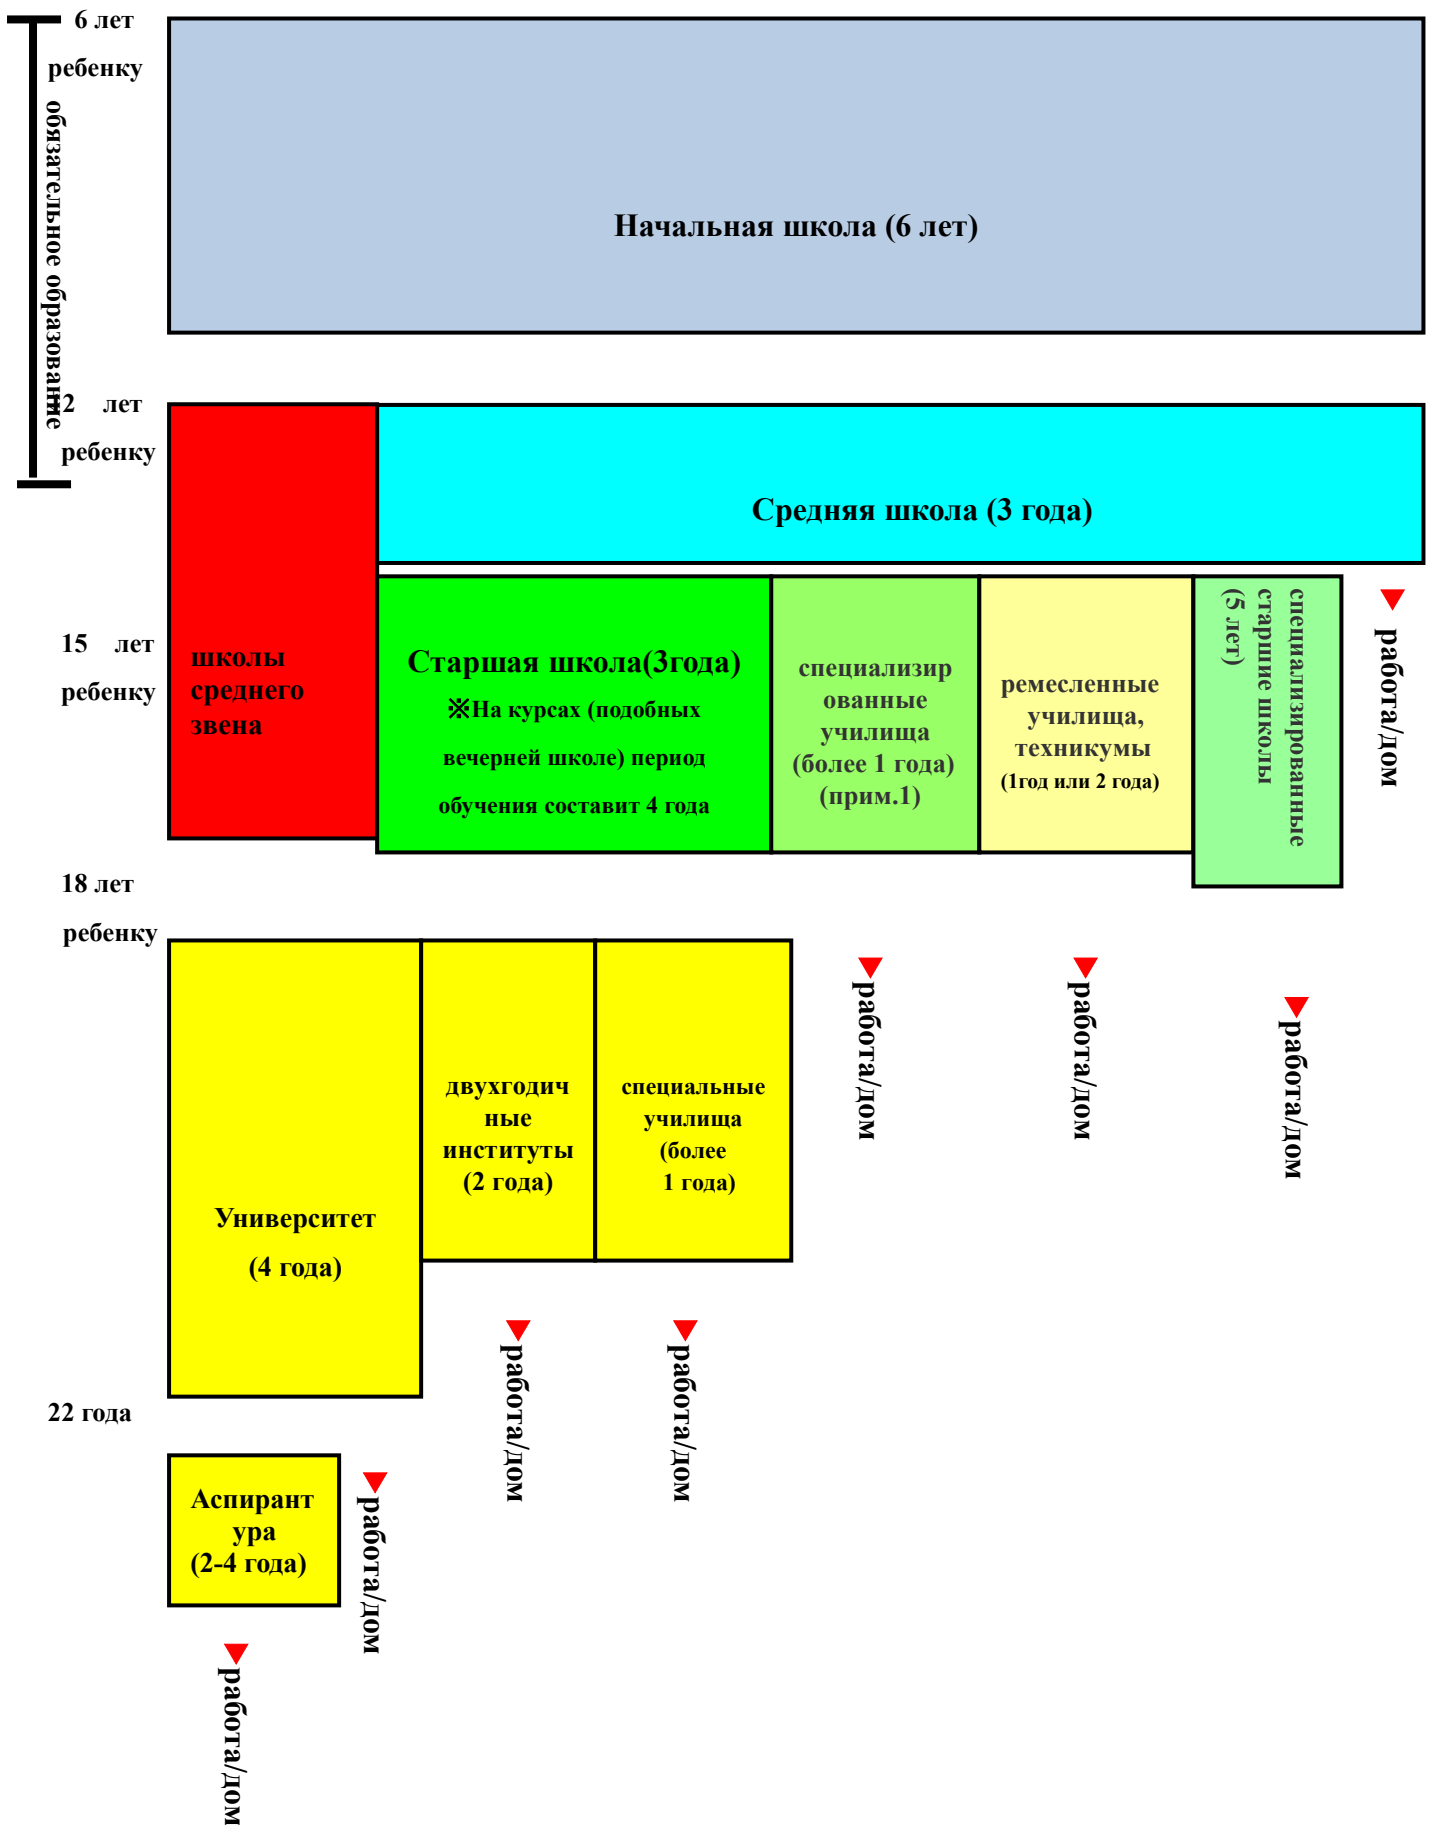 6 лет
ребенку
обязательное образование
Начальная школа (6 лет)
12 лет
ребенку
Средняя школа (3 года)
15 лет
ребенку
школы
среднего
звена
Старшая школа(3года)
※На курсах (подобных
вечерней школе) период
обучения составит 4 года
специализир
ованные
училища
(более 1 года)
(прим.1)
ремесленные
училища,
техникумы
(1год или 2 года)
специализированные
старшие школы
(5 лет)
работа/дом
18 лет
ребенку
Университет
(4 года)
двухгодич
ные
институты
(2 года)
специальные
училища
(более
1 года)
работа/дом
работа/дом
работа/дом
работа/дом
работа/дом
22 года
Аспирант
ура
(2-4 года)
работа/дом
работа/дом